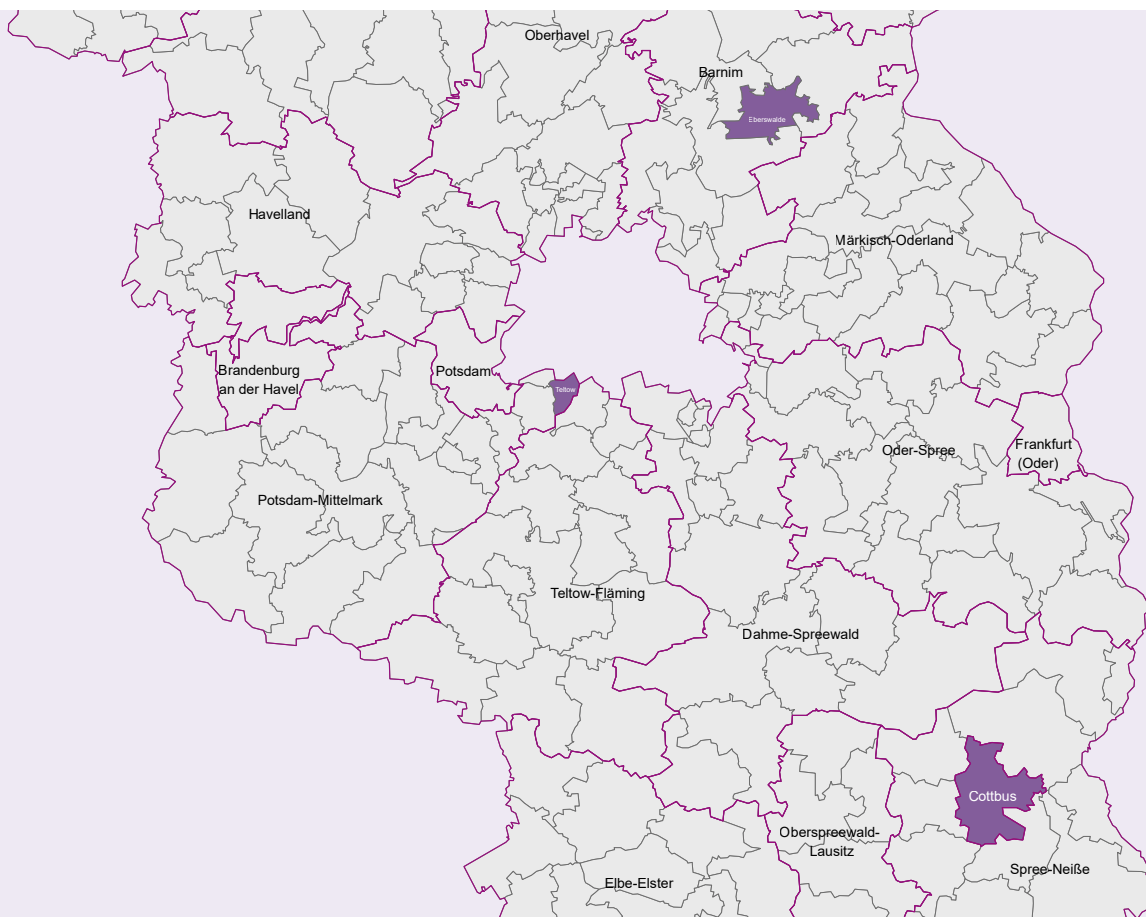 Oberhavel
Barnim
Eberswalde
Havelland
Märkisch-Oderland
Brandenburg
an der Havel
Potsdam
Teltow
Oder-Spree
Frankfurt
(Oder)
Potsdam-Mittelmark
Teltow-Fläming
Dahme-Spreewald
Cottbus
Oberspreewald-
Lausitz
Spree-Neiße
Elbe-Elster